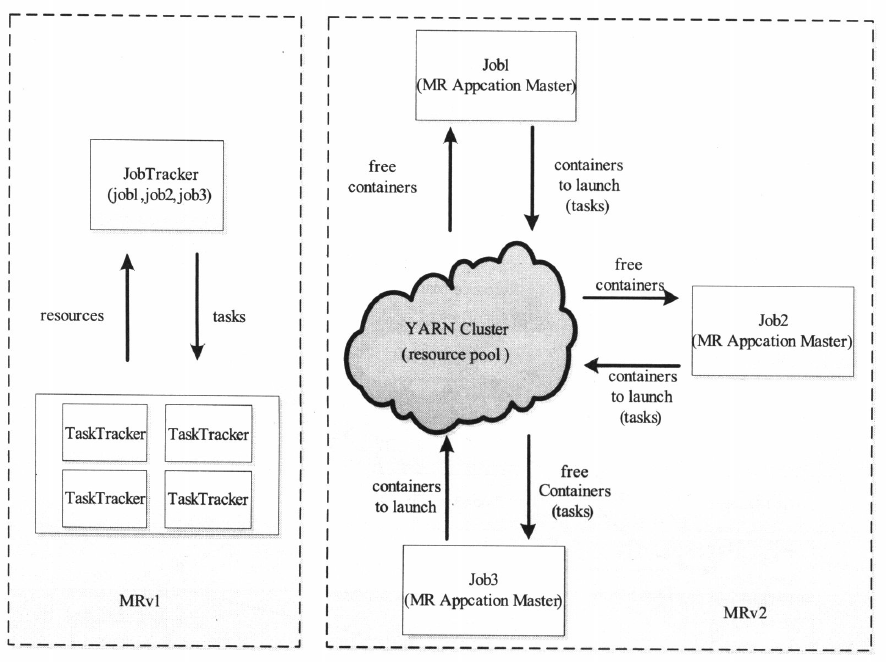 JobTracker
(job1,job2,job3)
resources
tasks
TaskTracker
TaskTracker
TaskTracker
TaskTracker
MRv1
Job1
(MR Appcation Master)
free
containers
containers
to launch
(tasks)
YARN Cluster
(resource pool)
free
containers
Job2
(MR Appcation Master)
containers
to launch
(tasks)
containers
to launch
free
Containers
(tasks)
Job3
(MR Appcation Master)
MRv2